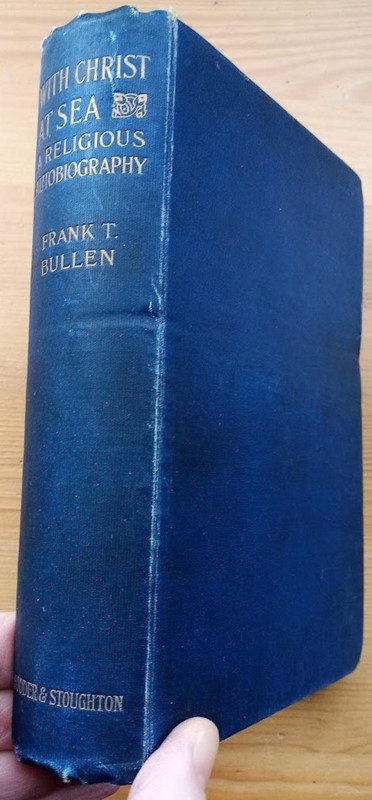 WITH CHRIST
AT SEA
A RELIGIOUS
AUTOBIOGRAPHY
FRANK T.
BULLEN
HODDER & STOUGHTON